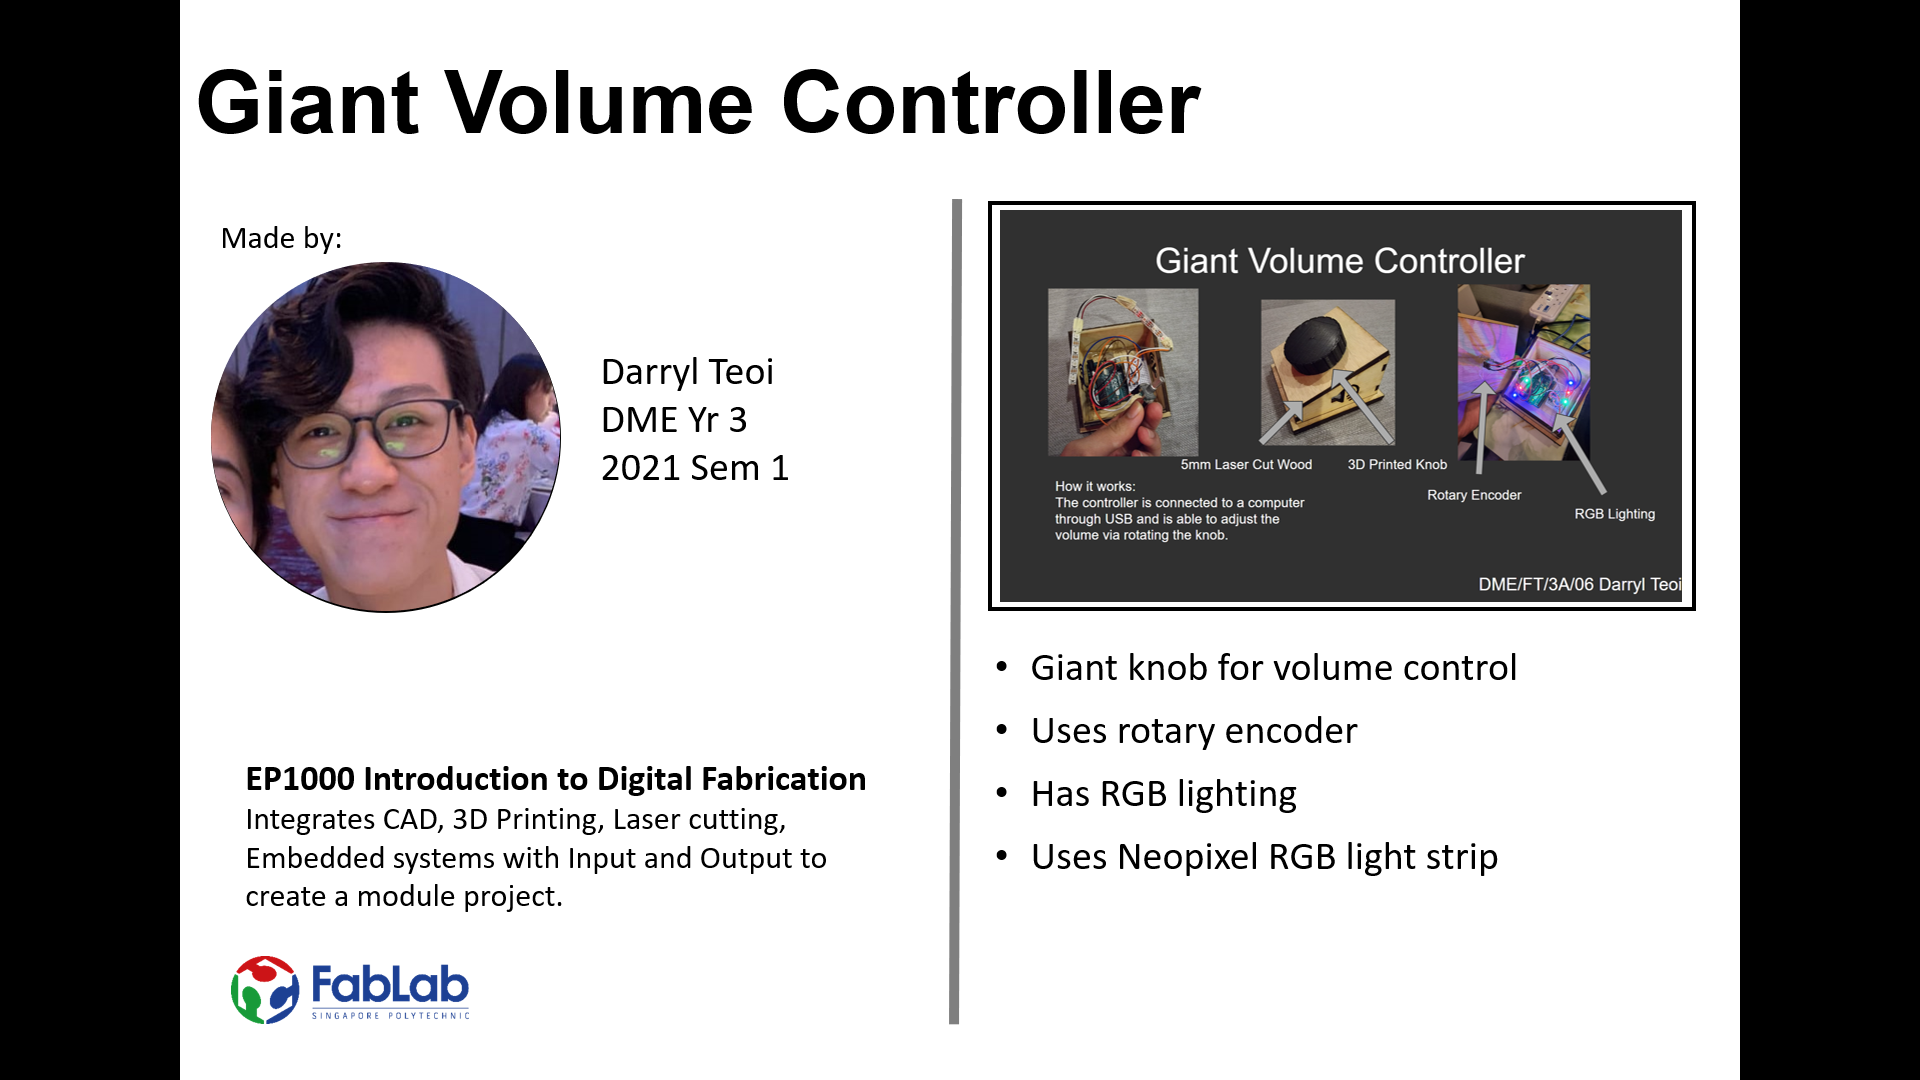 Giant Volume Controller
Made by:
Darryl Teoi
DME Yr 3
2021 Sem 1
EP1000 Introduction to Digital Fabrication
Integrates CAD, 3D Printing, Laser cutting,
Embedded systems with Input and Output to
create a module project.
FabLab
SINGAPORE POLYTECHNIC
Giant Volume Controller
5mm Laser Cut Wood
3D Printed Knob
Rotary Encoder
RGB Lighting
How it works:
The controller is connected to a computer
through USB and is able to adjust the
volume via rotating the knob.
DME/FT/3A/06 Darryl Teoi
• Giant knob for volume control
• Uses rotary encoder
• Has RGB lighting
• Uses Neopixel RGB light strip